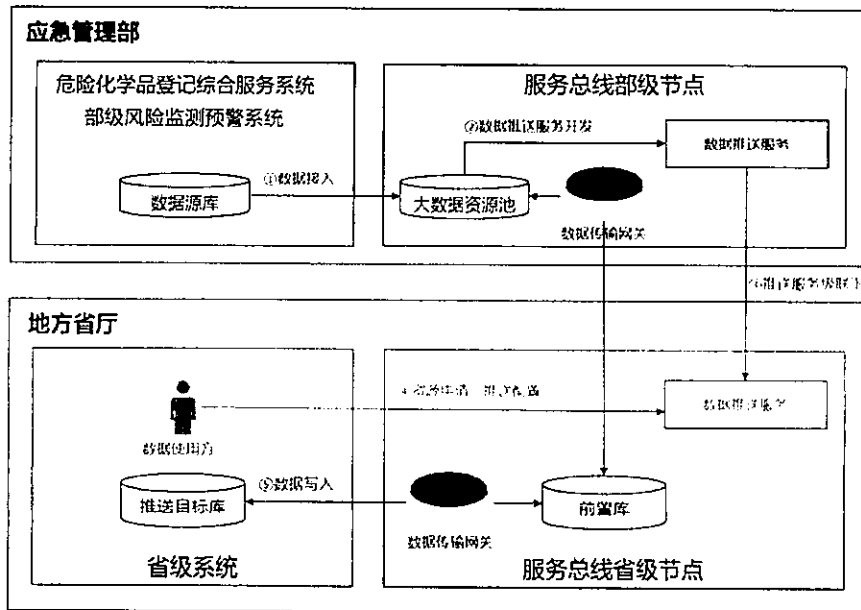 应急管理部
危险化学品登记综合服务系统
部级风险监测预警系统
数据源库
①数据接入
服务总线部级节点
②数据推送服务开发
数据推送服务
大数据资源池
数据传输网关
推送服务级联
地方省厅
数据使用方
数据推送服务
推送目标库
⑤数据写入
数据传输网关
前置库
省级系统
服务总线省级节点